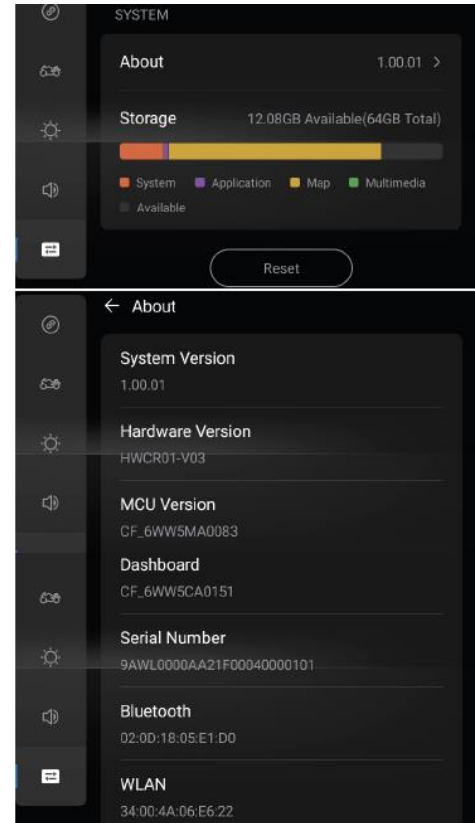 SYSTEM
About 1.00.01 >
Storage 12.08GB Available(64GB Total)
System Application Map Multimedia
Available
Reset
← About
System Version
1.00.01
Hardware Version
HWCR01-V03
MCU Version
CF_6WW5MA0083
Dashboard
CF_6WW5CA0151
Serial Number
9AWL0000AA21F00040000101
Bluetooth
02:0D:18:05:E1:D0
WLAN
34:00:4A:06:E6:22